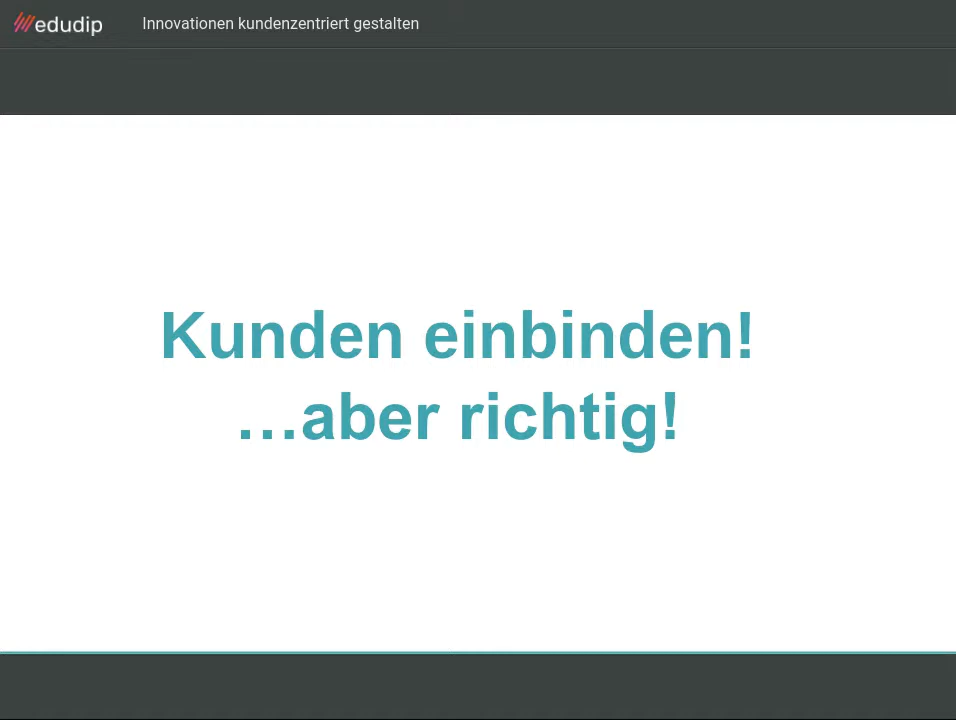 edudip
Innovationen kundenzentriert gestalten
Kunden einbinden!
…aber richtig!